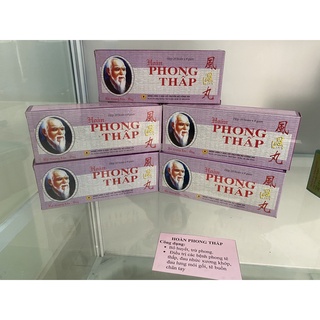 Hoàn
PHONG
THẤP
風
濕
丸
Hoàn
PHONG
THẤP
風
濕
丸
Hoàn
PHONG
THẤP
風
濕
丸
Hoàn
PHONG
THẤP
風
濕
丸
Hoàn
PHONG
THẤP
風
濕
丸
HOÀN PHONG THẤP
Công dụng:
• Bổ huyết, trừ phong.
• Điều trị các bệnh phong tê
thấp, đau nhức xương khớp,
đau lưng mỏi gối, tê buồn
chân tay